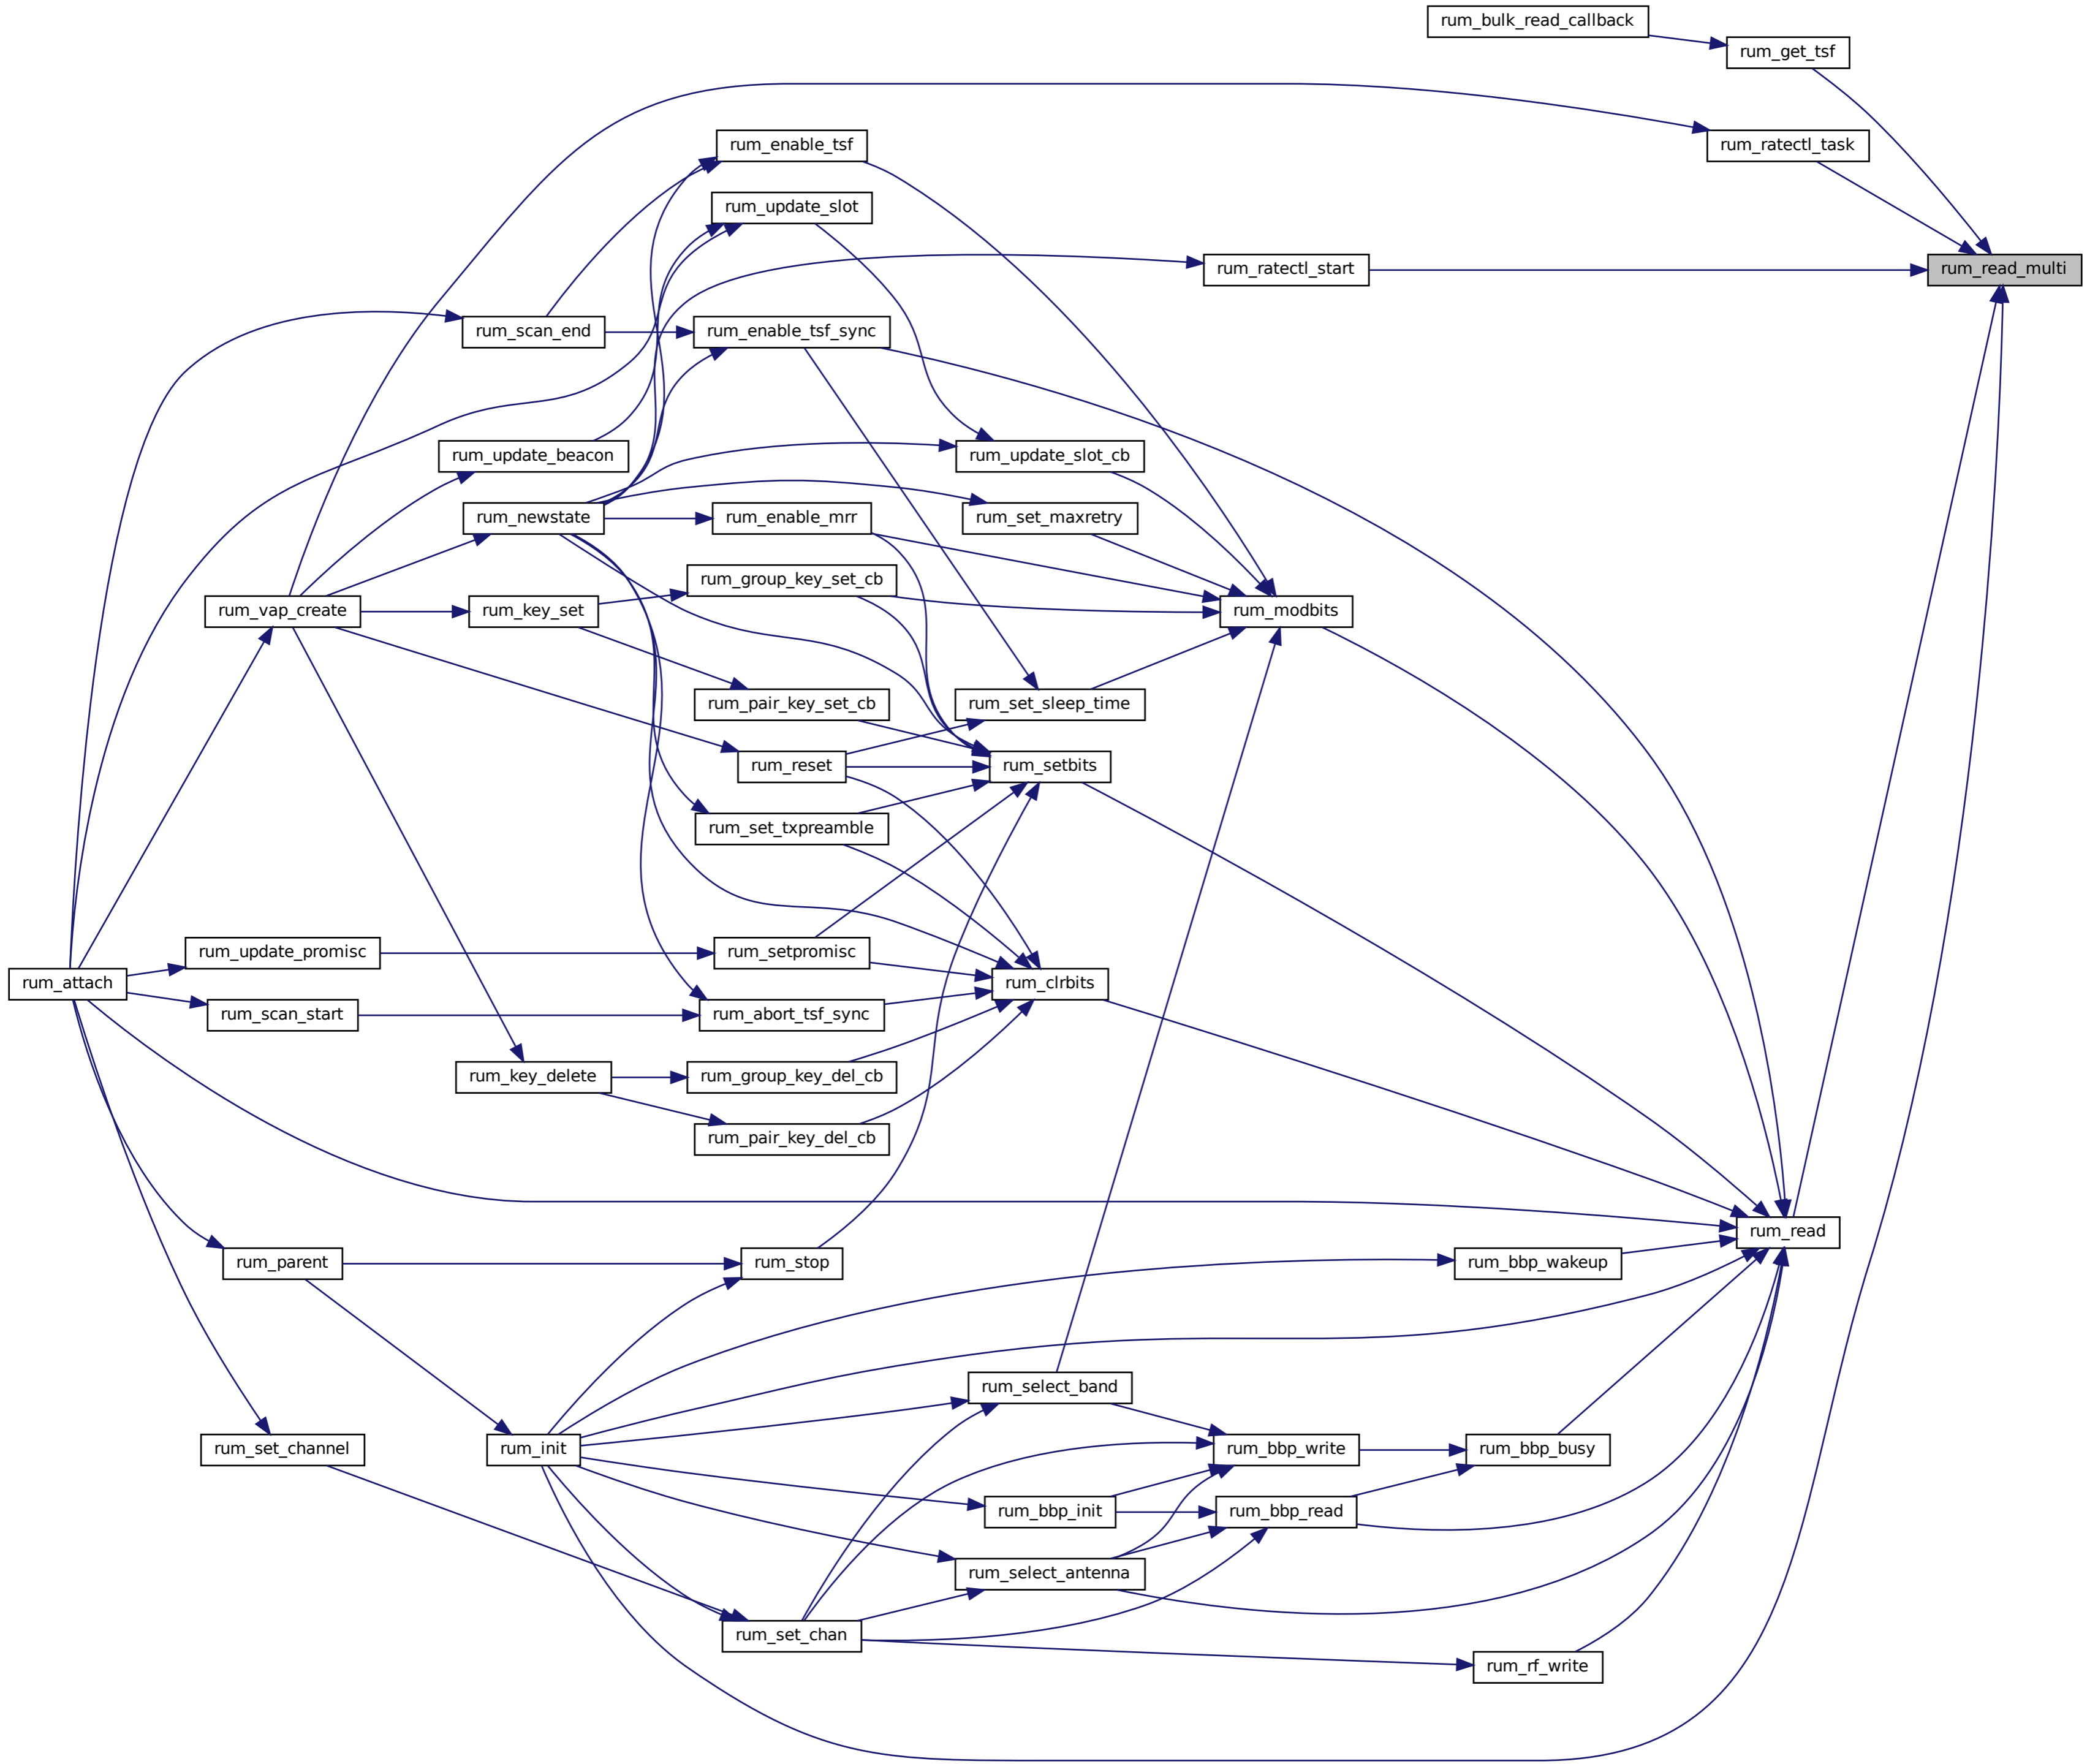 rum_bulk_read_callback
rum_get_tsf
rum_enable_tsf
rum_ratectl_task
rum_update_slot
rum_ratectl_start
rum_read_multi
rum_scan_end
rum_enable_tsf_sync
rum_update_beacon
rum_update_slot_cb
rum_newstate
rum_enable_mrr
rum_set_maxretry
rum_group_key_set_cb
rum_vap_create
rum_key_set
rum_modbits
rum_pair_key_set_cb
rum_set_sleep_time
rum_reset
rum_setbits
rum_set_txpreamble
rum_update_promisc
rum_setpromisc
rum_attach
rum_clrbits
rum_scan_start
rum_abort_tsf_sync
rum_key_delete
rum_group_key_del_cb
rum_pair_key_del_cb
rum_read
rum_parent
rum_stop
rum_bbp_wakeup
rum_select_band
rum_set_channel
rum_init
rum_bbp_write
rum_bbp_busy
rum_bbp_init
rum_bbp_read
rum_select_antenna
rum_set_chan
rum_rf_write